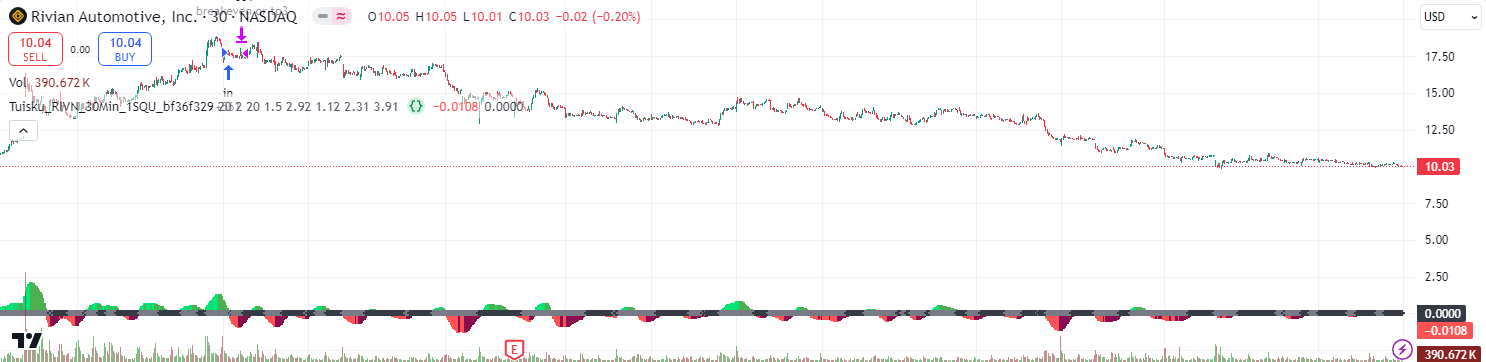 breakeven or tp3
Rivian Automotive, Inc. · 30 · NASDAQ O10.05 H10.05 L10.01 C10.03 −0.02 (−0.20%)
USD
10.04 SELL 0.00 10.04 BUY
17.50
Vol 390.672 K
in
15.00
Tuisku_RIVN_30Min_1SQU_bf36f329 20 1.5 2.92 1.12 2.31 3.91 −0.0108 0.0000
12.50
10.03
7.50
5.00
2.50
0.0000
−0.0108
E
390.672 K